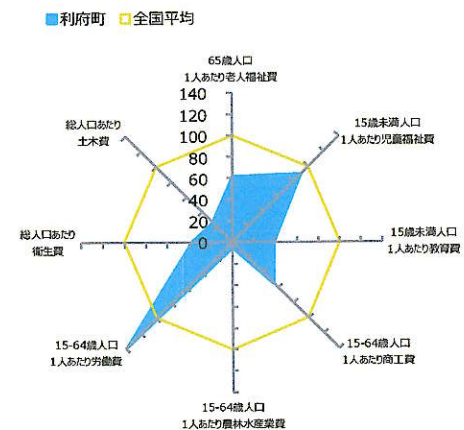 利府町 全国平均
65歳人口
1人あたり老人福祉費
15歳未満人口
1人あたり児童福祉費
15歳未満人口
1人あたり教育費
15-64歳人口
1人あたり商工費
15-64歳人口
1人あたり農林水産業費
15-64歳人口
1人あたり労働費
総人口あたり
衛生費
総人口あたり
土木費
140
120
100
80
60
40
20
0